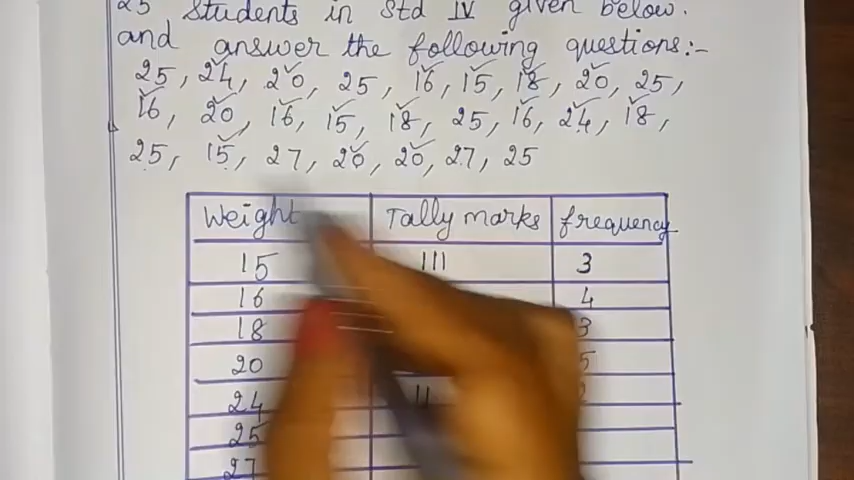 25 Students in Std IV given below.
and answer the following questions:-
25, 24, 20, 25, 16, 15, 18, 20, 25,
16, 20, 16, 15, 18, 25, 16, 24, 18,
25, 15, 27, 20, 20, 27, 25
Weight Tally marks frequency
15 III 3
16 4
18 3
20 5
24 II 2
25
27